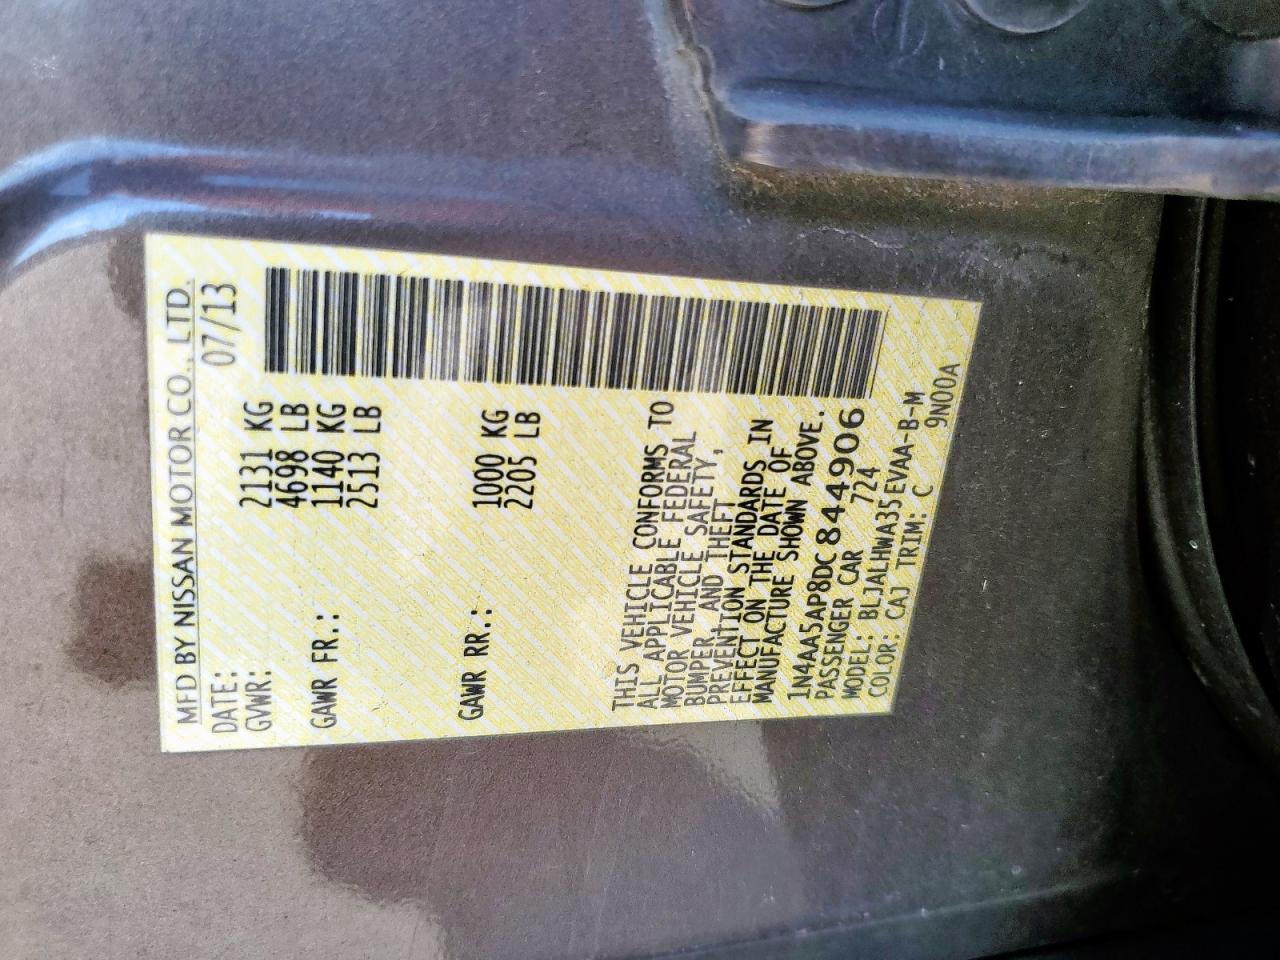 MFD BY NISSAN MOTOR CO., LTD.
DATE: 07/13
GVWR: 2131 KG
4698 LB
GAWR FR.: 1140 KG
2513 LB
GAWR RR.: 1000 KG
2205 LB
THIS VEHICLE CONFORMS TO
ALL APPLICABLE FEDERAL
MOTOR VEHICLE SAFETY,
BUMPER, AND THEFT
PREVENTION STANDARDS IN
EFFECT ON THE DATE OF
MANUFACTURE SHOWN ABOVE.
1N4AA5AP8DC844906
PASSENGER CAR 724
MODEL: BLJALHWA35EVAA-B-M
COLOR: CAJ TRIM: C 9N00A